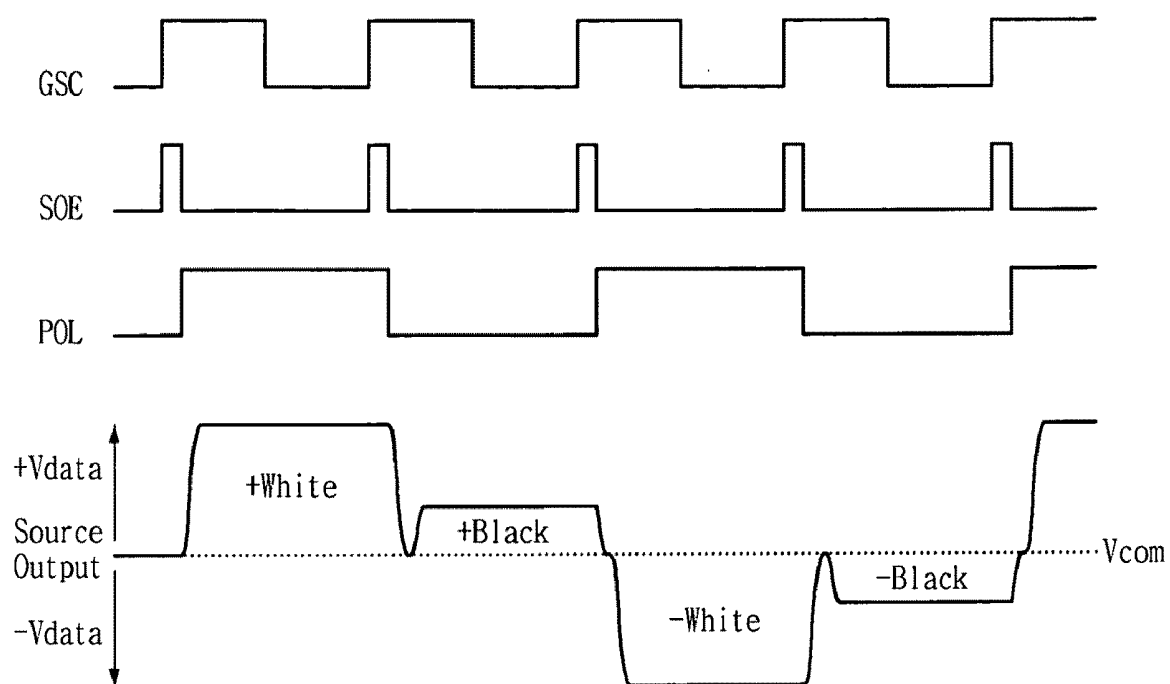 GSC
SOE
POL
+Vdata
+White
Source
Output
+Black
Vcom
-Black
-Vdata
-White